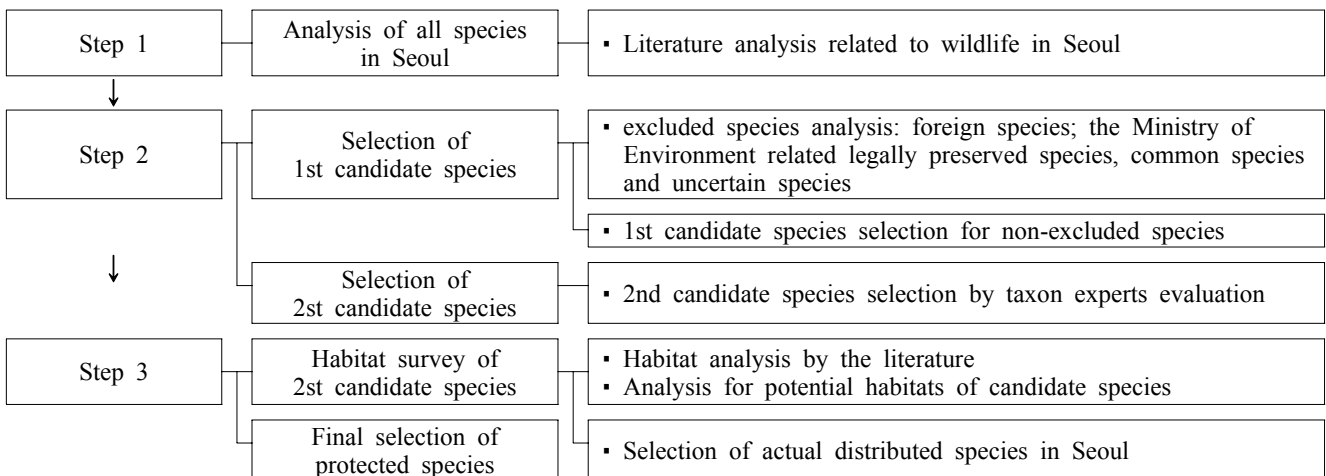 Step 1
Analysis of all species
in Seoul
▪ Literature analysis related to wildlife in Seoul
↓
Step 2
Selection of
1st candidate species
▪ excluded species analysis: foreign species; the Ministry of
Environment related legally preserved species, common species
and uncertain species
▪ 1st candidate species selection for non-excluded species
↓
Selection of
2st candidate species
▪ 2nd candidate species selection by taxon experts evaluation
Step 3
Habitat survey of
2st candidate species
▪ Habitat analysis by the literature
▪ Analysis for potential habitats of candidate species
Final selection of
protected species
▪ Selection of actual distributed species in Seoul